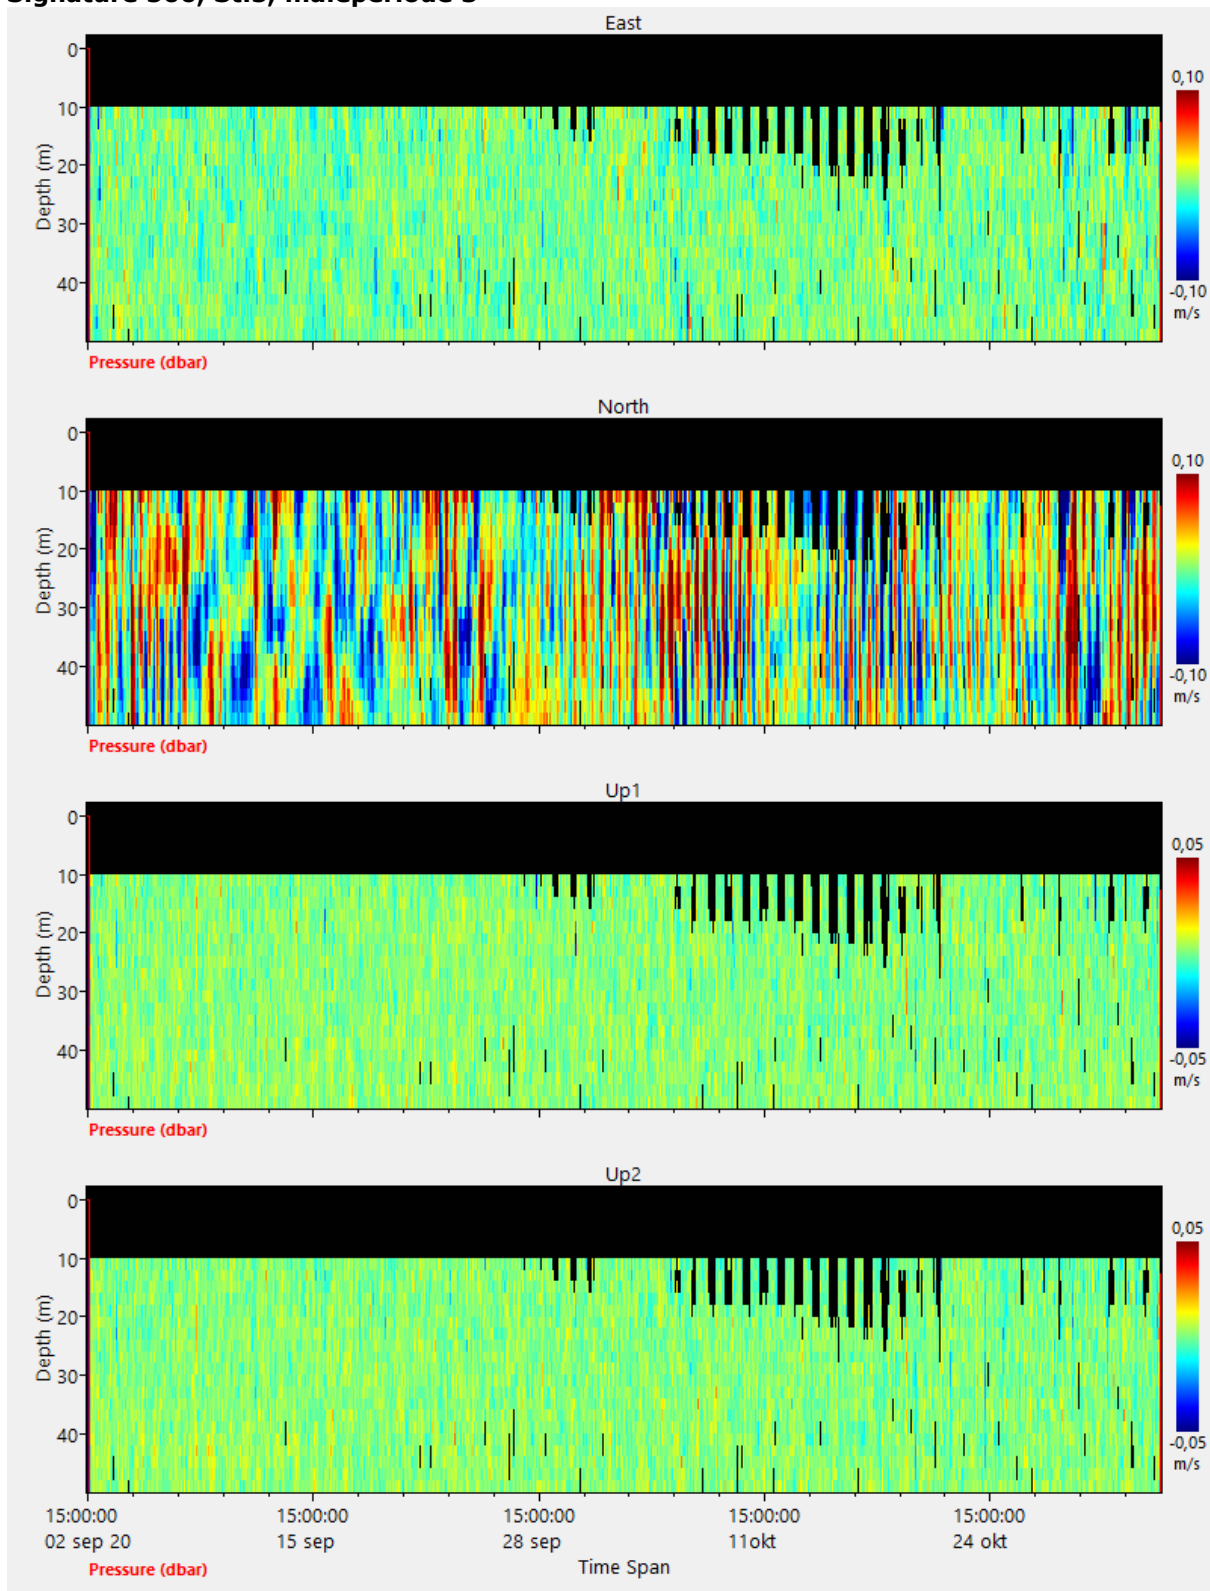 East
0
10
20
30
40
Depth (m)
0,10
-0,10
m/s
Pressure (dbar)
North
0
10
20
30
40
Depth (m)
0,10
-0,10
m/s
Pressure (dbar)
Up1
0
10
20
30
40
Depth (m)
0,05
-0,05
m/s
Pressure (dbar)
Up2
0
10
20
30
40
Depth (m)
0,05
-0,05
m/s
15:00:00 15:00:00 15:00:00 15:00:00 15:00:00
02 sep 20 15 sep 28 sep 11okt 24 okt
Time Span
Pressure (dbar)